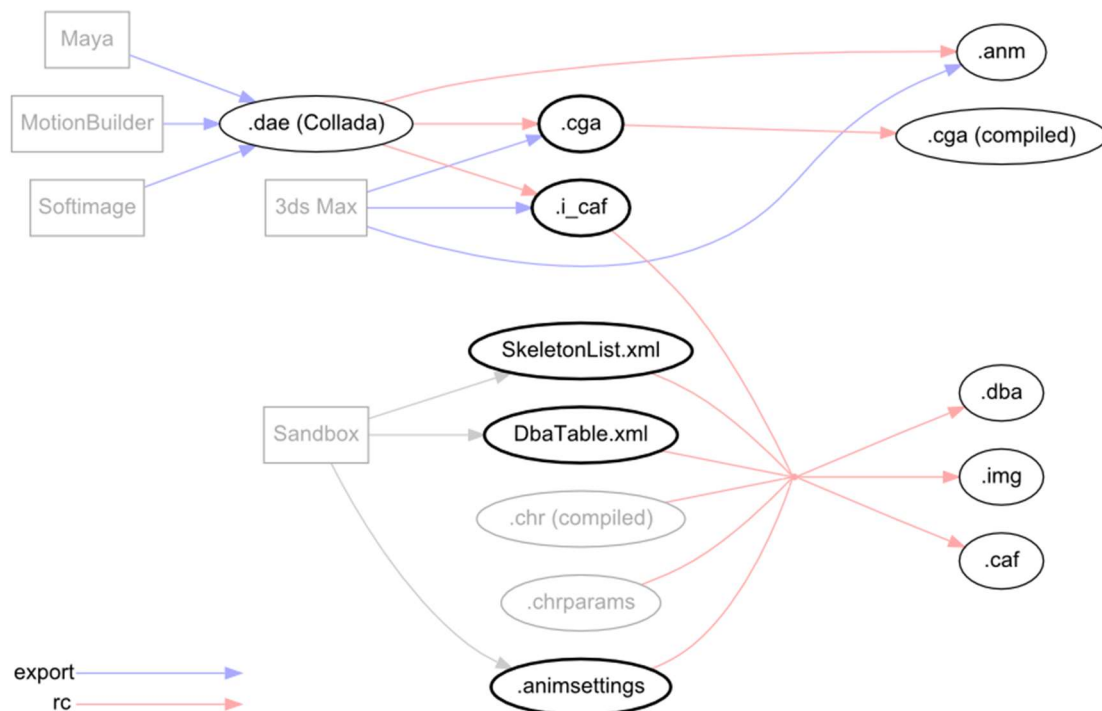 Maya
.anm
MotionBuilder
.dae (Collada)
.cga
.cga (compiled)
Softimage
3ds Max
.i_caf
SkeletonList.xml
.dba
Sandbox
DbaTable.xml
.img
.chr (compiled)
.caf
.chrparams
export
.animsettings
rc